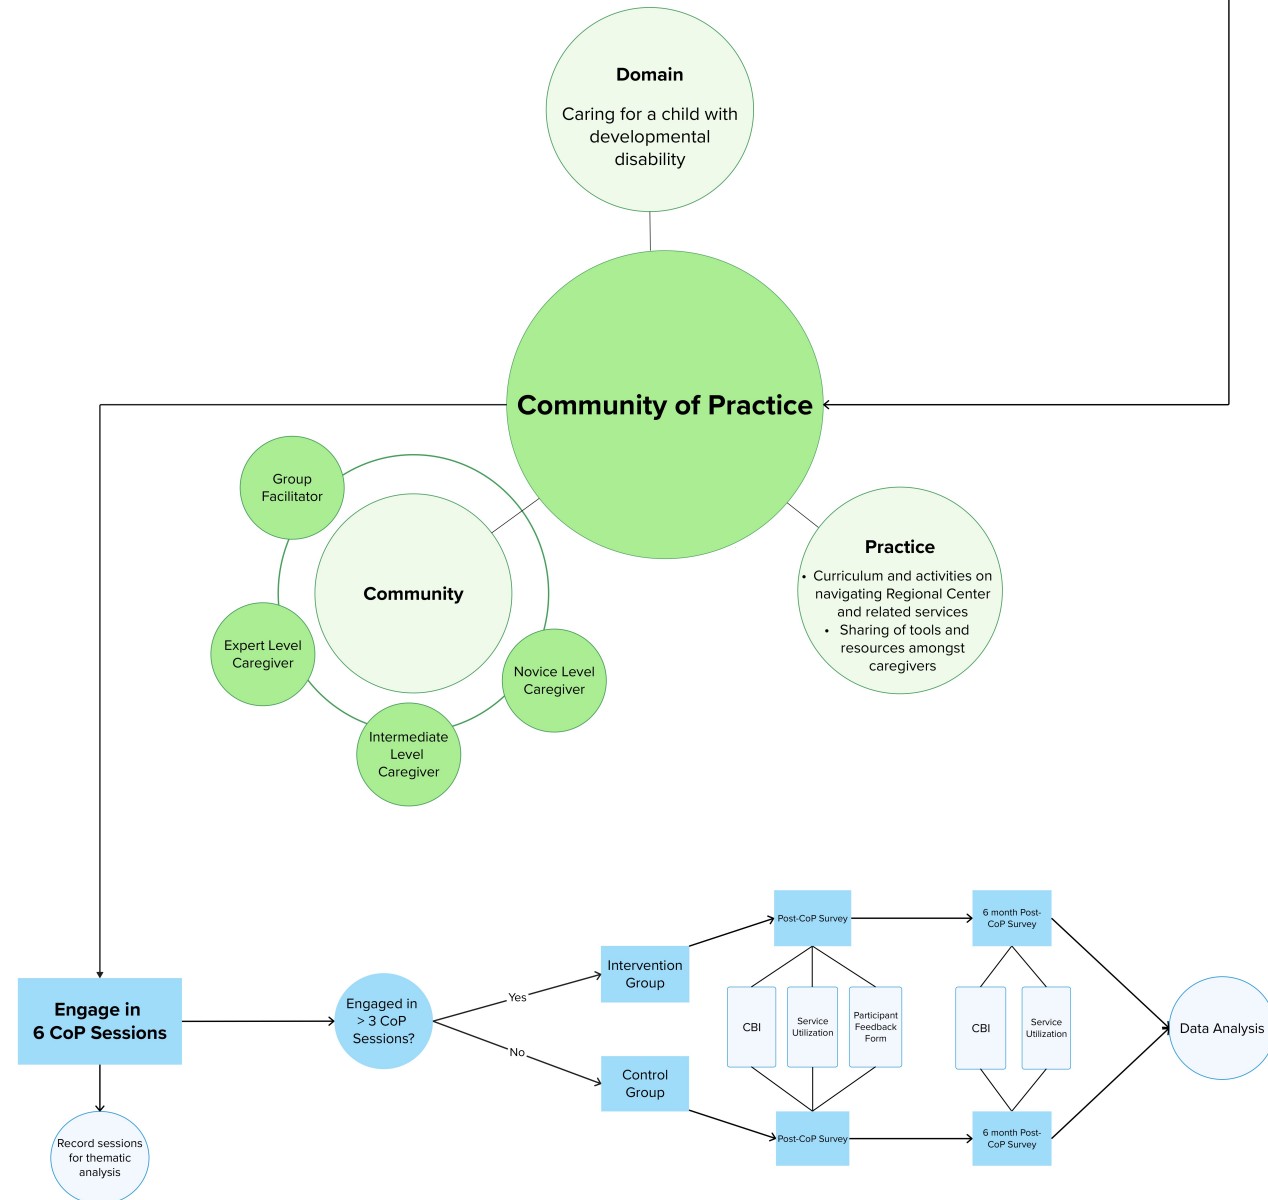 Domain
Caring for a child with
developmental
disability
Community of Practice
Group
Facilitator
Community
Expert Level
Caregiver
Intermediate
Level
Caregiver
Novice Level
Caregiver
Practice
• Curriculum and activities on
navigating Regional Center
and related services
• Sharing of tools and
resources amongst
caregivers
Engage in
6 CoP Sessions
Record sessions
for thematic
analysis
Engaged in
> 3 CoP
Sessions?
Yes
No
Intervention
Group
Control
Group
Post-CoP Survey
6 month Post-
CoP Survey
CBI
Service
Utilization
Participant
Feedback
Form
CBI
Service
Utilization
Post-CoP Survey
6 month Post-
CoP Survey
Data Analysis